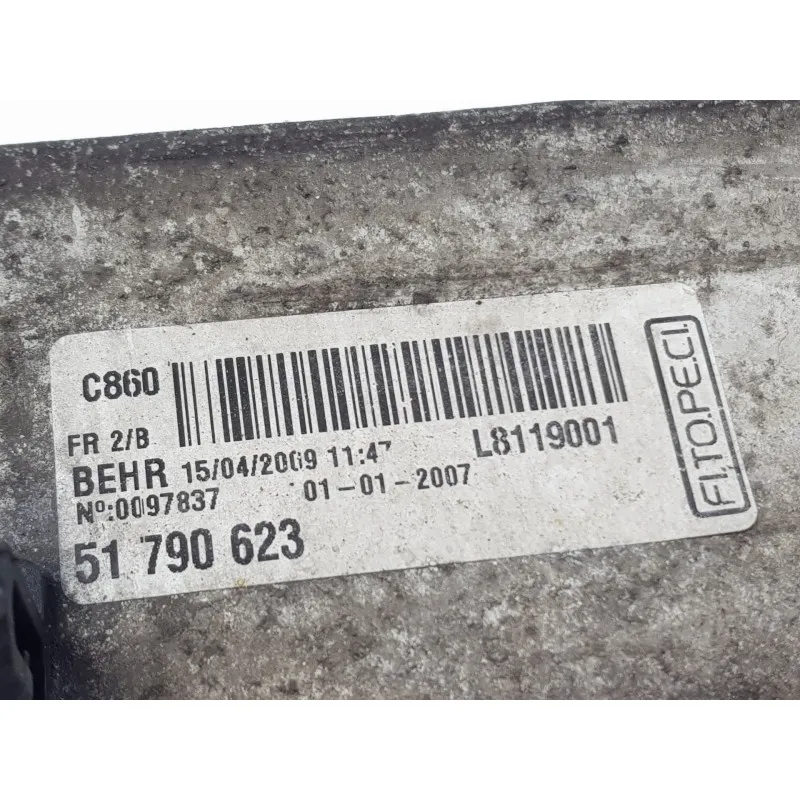 C860
FR 2/B
L8119001
BEHR 15/04/2009 11:47
Nº:0097837
01-01-2007
51 790 623
FI.TO.PE.CI.